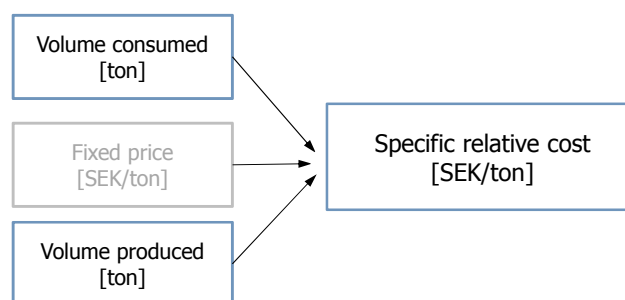 Volume consumed
[ton]
Fixed price
[SEK/ton]
Volume produced
[ton]
Specific relative cost
[SEK/ton]